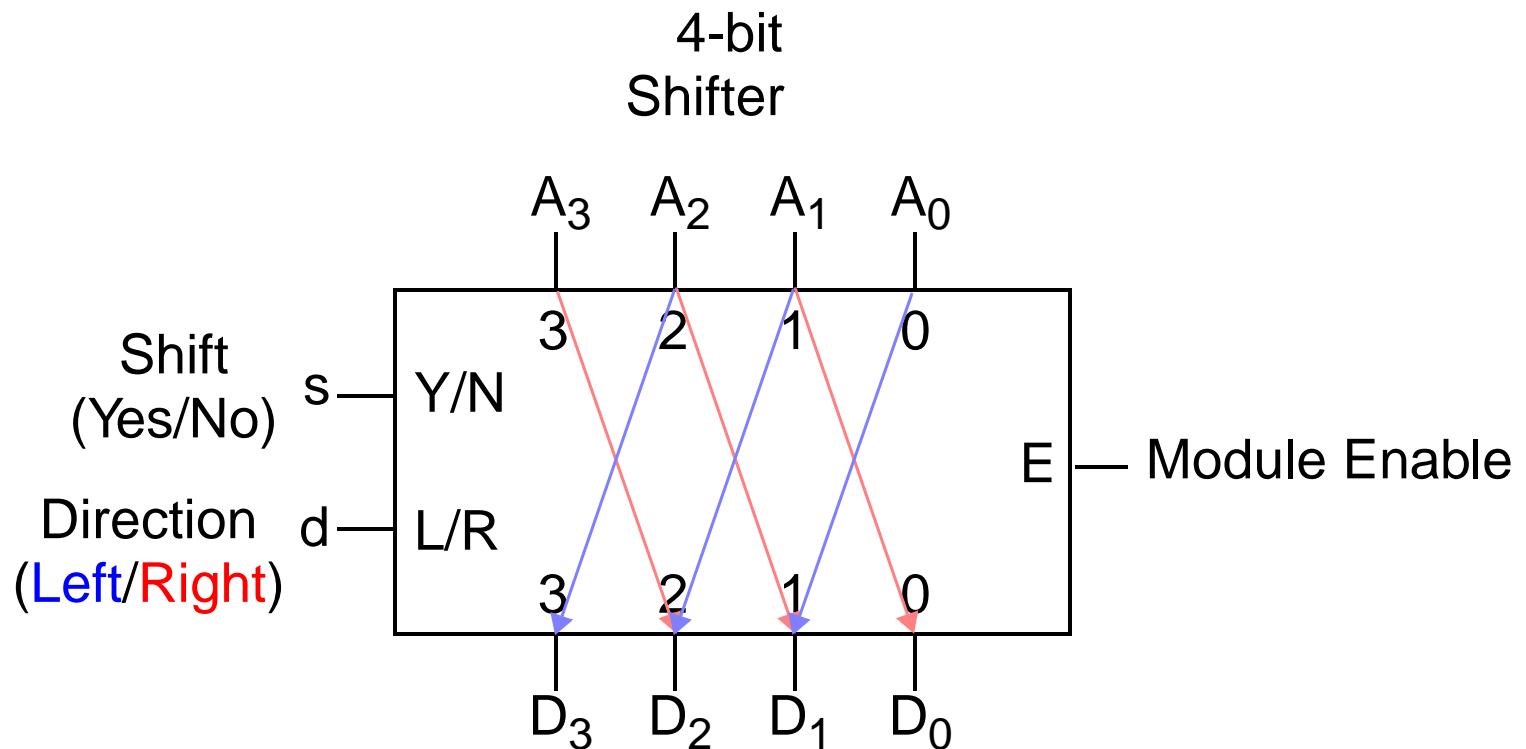 4-bit
Shifter
A3 A2 A1 A0
3 2 1 0
Shift
(Yes/No)
s Y/N
E Module Enable
Direction
(Left/Right)
d L/R
3 2 1 0
D3 D2 D1 D0